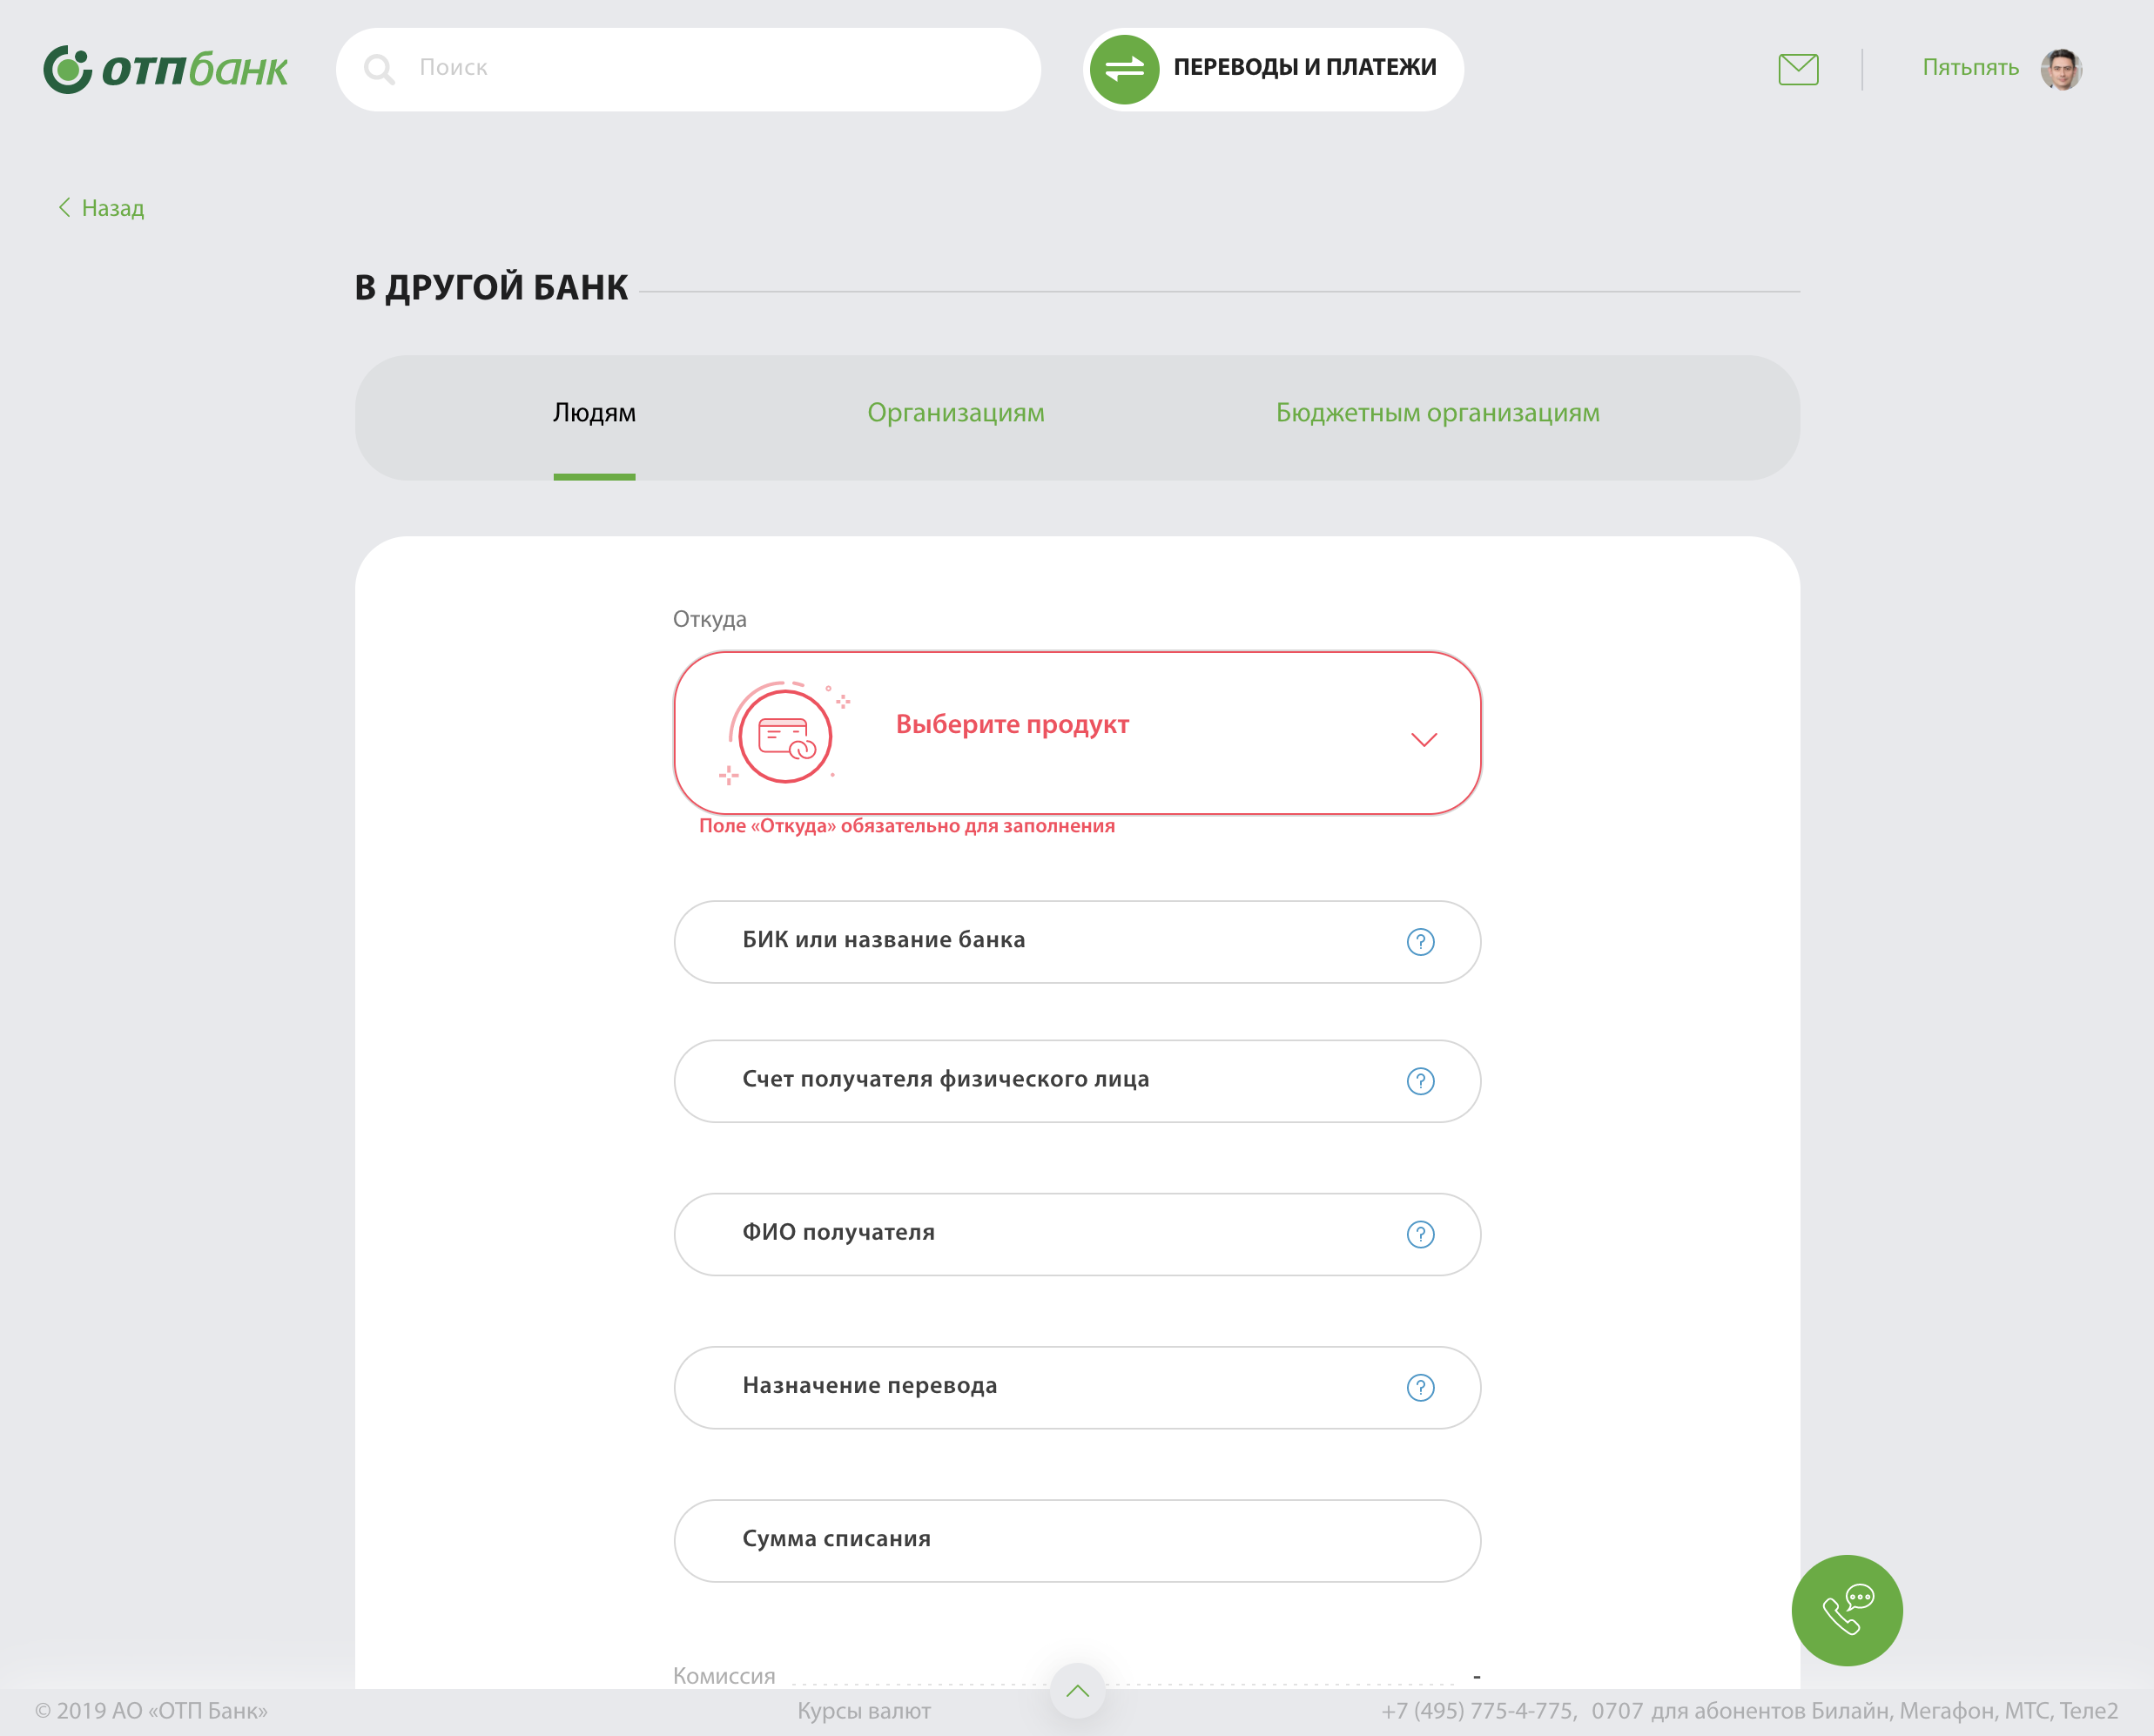 отпбанк
Поиск
ПЕРЕВОДЫ И ПЛАТЕЖИ
Пятьпять
Назад
В ДРУГОЙ БАНК
Людям
Организациям
Бюджетным организациям
Откуда
Выберите продукт
Поле «Откуда» обязательно для заполнения
БИК или название банка
?
Счет получателя физического лица
?
ФИО получателя
?
Назначение перевода
?
Сумма списания
Комиссия -
© 2019 АО «ОТП Банк»
Курсы валют
+7 (495) 775-4-775, 0707 для абонентов Билайн, Мегафон, МТС, Теле2